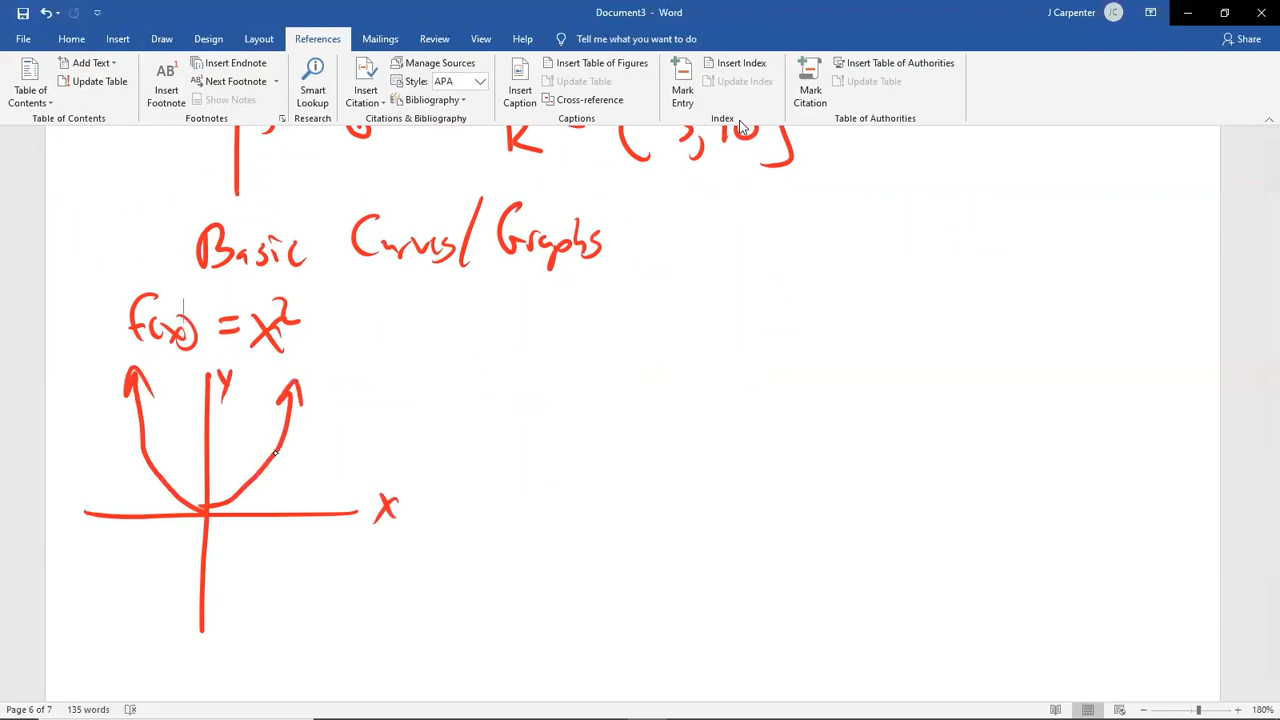 Document3 - Word
J Carpenter JC
File Home Insert Draw Design Layout References Mailings Review View Help Tell me what you want to do Share
Table of Contents
Add Text
Update Table
Table of Contents
AB1 Insert Footnote
Insert Endnote
Next Footnote
Show Notes
Footnotes
Smart Lookup
Research
Insert Citation
Manage Sources
Style: APA
Bibliography
Citations & Bibliography
Insert Caption
Insert Table of Figures
Update Table
Cross-reference
Captions
Mark Entry
Insert Index
Update Index
Index
Mark Citation
Insert Table of Authorities
Update Table
Table of Authorities
Basic Curves/Graphs
f(x) = x²
y
x
Page 6 of 7 135 words
180%